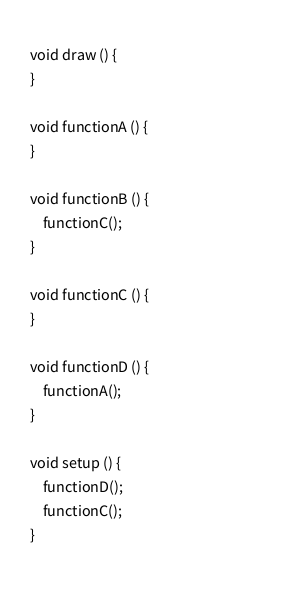 void draw () {
}
void functionA () {
}
void functionB () {
functionC();
}
void functionC () {
}
void functionD () {
functionA();
}
void setup () {
functionD();
functionC();
}